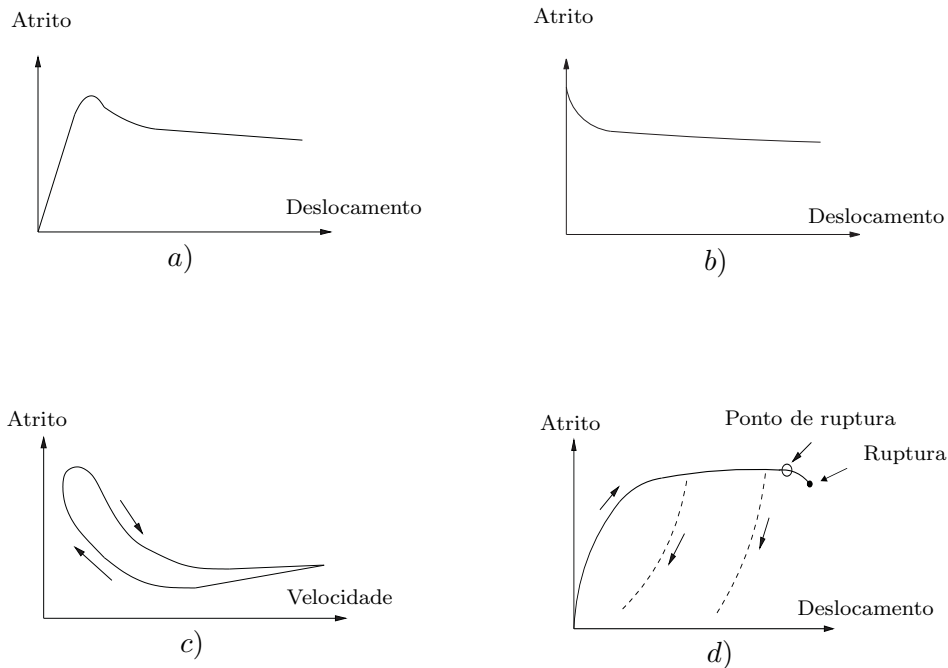 Atrito
Deslocamento
a)
Atrito
Deslocamento
b)
Atrito
Velocidade
c)
Atrito
Ponto de ruptura
Ruptura
Deslocamento
d)